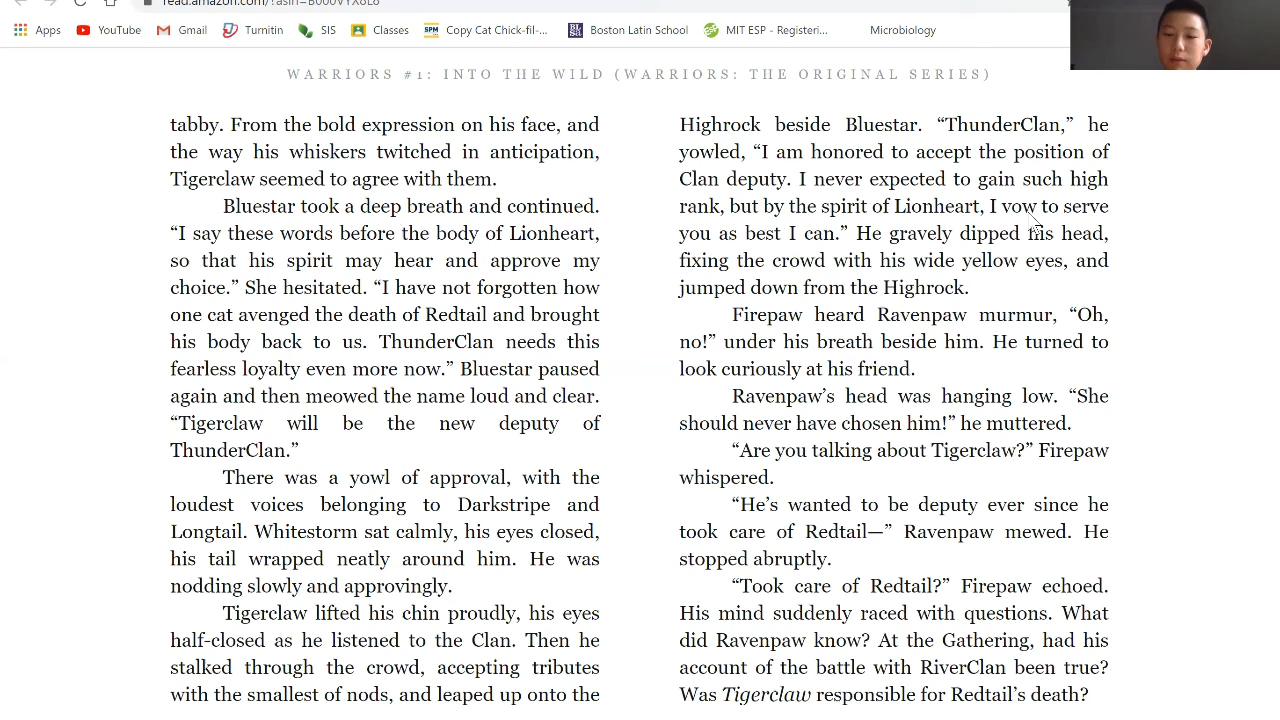 read.amazon.com/?asin=B000VYX8L8
Apps YouTube Gmail Turnitin SIS Classes Copy Cat Chick-fil-... Boston Latin School MIT ESP - Registeri... Microbiology
WARRIORS #1: INTO THE WILD (WARRIORS: THE ORIGINAL SERIES)
tabby. From the bold expression on his face, and
the way his whiskers twitched in anticipation,
Tigerclaw seemed to agree with them.
Bluestar took a deep breath and continued.
“I say these words before the body of Lionheart,
so that his spirit may hear and approve my
choice.” She hesitated. “I have not forgotten how
one cat avenged the death of Redtail and brought
his body back to us. ThunderClan needs this
fearless loyalty even more now.” Bluestar paused
again and then meowed the name loud and clear.
“Tigerclaw will be the new deputy of
ThunderClan.”
There was a yowl of approval, with the
loudest voices belonging to Darkstripe and
Longtail. Whitestorm sat calmly, his eyes closed,
his tail wrapped neatly around him. He was
nodding slowly and approvingly.
Tigerclaw lifted his chin proudly, his eyes
half-closed as he listened to the Clan. Then he
stalked through the crowd, accepting tributes
with the smallest of nods, and leaped up onto the
Highrock beside Bluestar. “ThunderClan,” he
yowled, “I am honored to accept the position of
Clan deputy. I never expected to gain such high
rank, but by the spirit of Lionheart, I vow to serve
you as best I can.” He gravely dipped his head,
fixing the crowd with his wide yellow eyes, and
jumped down from the Highrock.
Firepaw heard Ravenpaw murmur, “Oh,
no!” under his breath beside him. He turned to
look curiously at his friend.
Ravenpaw’s head was hanging low. “She
should never have chosen him!” he muttered.
“Are you talking about Tigerclaw?” Firepaw
whispered.
“He’s wanted to be deputy ever since he
took care of Redtail—” Ravenpaw mewed. He
stopped abruptly.
“Took care of Redtail?” Firepaw echoed.
His mind suddenly raced with questions. What
did Ravenpaw know? At the Gathering, had his
account of the battle with RiverClan been true?
Was Tigerclaw responsible for Redtail’s death?